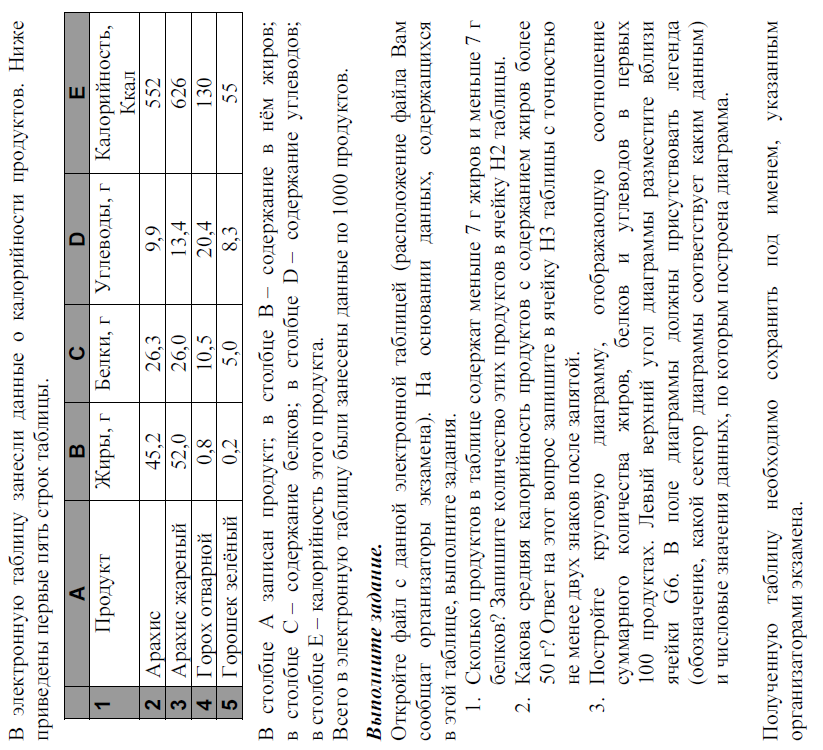 В электронную таблицу занесли данные о калорийности продуктов. Ниже
приведены первые пять строк таблицы.
A B C D E
1 Продукт Жиры, г Белки, г Углеводы, г Калорийность,
Ккал
2 Арахис 45,2 26,3 9,9 552
3 Арахис жареный 52,0 26,0 13,4 626
4 Горох отварной 0,8 10,5 20,4 130
5 Горошек зелёный 0,2 5,0 8,3 55
В столбце A записан продукт; в столбце B – содержание в нём жиров;
в столбце C – содержание белков; в столбце D – содержание углеводов;
в столбце E – калорийность этого продукта.
Всего в электронную таблицу были занесены данные по 1000 продуктов.
Выполните задание.
Откройте файл с данной электронной таблицей (расположение файла Вам
сообщат организаторы экзамена). На основании данных, содержащихся
в этой таблице, выполните задания.
1. Сколько продуктов в таблице содержат меньше 7 г жиров и меньше 7 г
белков? Запишите количество этих продуктов в ячейку H2 таблицы.
2. Какова средняя калорийность продуктов с содержанием жиров более
50 г? Ответ на этот вопрос запишите в ячейку H3 таблицы с точностью
не менее двух знаков после запятой.
3. Постройте круговую диаграмму, отображающую соотношение
суммарного количества жиров, белков и углеводов в первых
100 продуктах. Левый верхний угол диаграммы разместите вблизи
ячейки G6. В поле диаграммы должны присутствовать легенда
(обозначение, какой сектор диаграммы соответствует каким данным)
и числовые значения данных, по которым построена диаграмма.
Полученную таблицу необходимо сохранить под именем, указанным
организаторами экзамена.